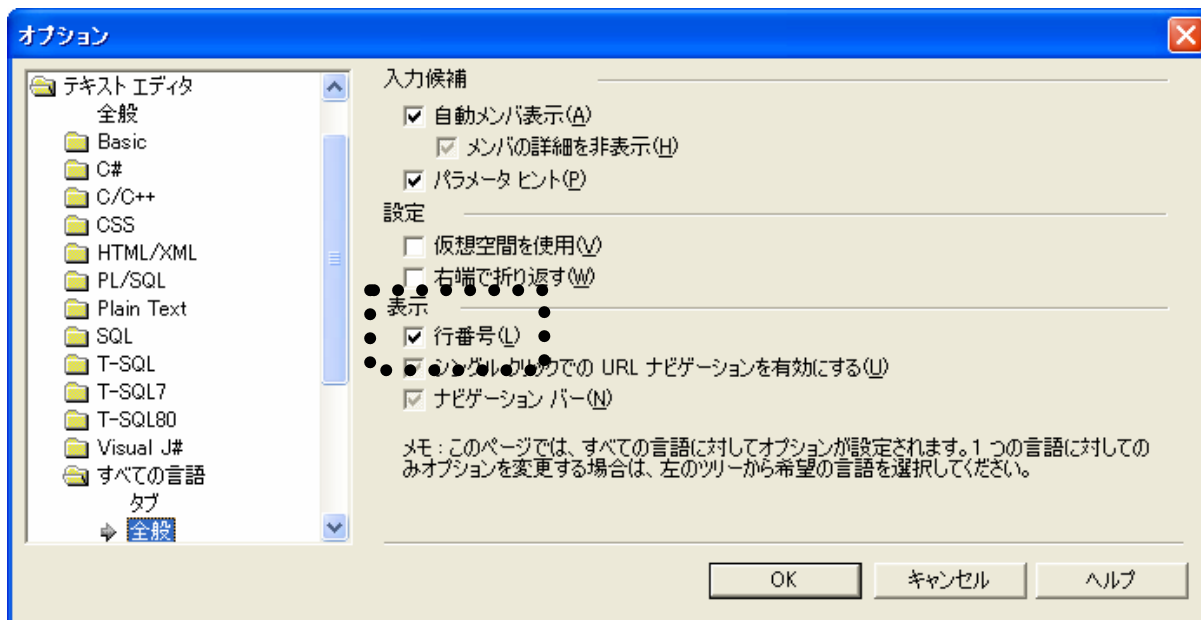 オプション
テキスト エディタ
全般
Basic
C#
C/C++
CSS
HTML/XML
PL/SQL
Plain Text
SQL
T-SQL
T-SQL7
T-SQL80
Visual J#
すべての言語
タブ
全般
入力候補
自動メンバ表示(A)
メンバの詳細を非表示(H)
パラメータ ヒント(P)
設定
仮想空間を使用(V)
右端で折り返す(W)
表示
行番号(L)
シングル クリックでの URL ナビゲーションを有効にする(U)
ナビゲーション バー(N)
メモ : このページでは、すべての言語に対してオプションが設定されます。1 つの言語に対しての
みオプションを変更する場合は、左のツリーから希望の言語を選択してください。
OK
キャンセル
ヘルプ